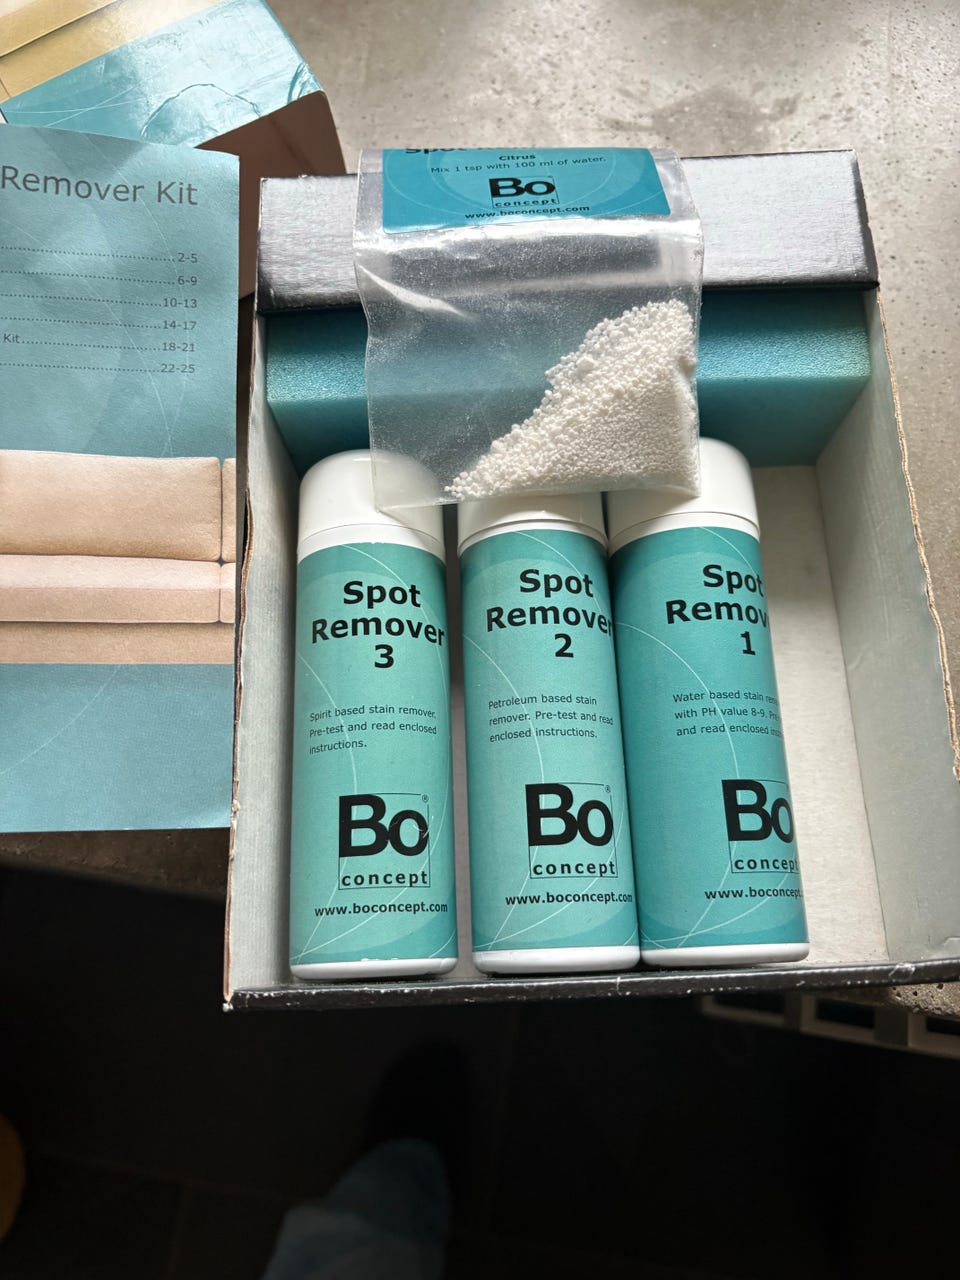 Remover Kit
2-5
6-9
10-13
14-17
Kit 18-21
22-25
Citrus
Mix 1 tsp with 100 ml of water.
Bo
concept
www.boconcept.com
Spot
Remover
3
Spirit based stain remover.
Pre-test and read enclosed
instructions.
Bo®
concept
www.boconcept.com
Spot
Remover
2
Petroleum based stain
remover. Pre-test and read
enclosed instructions.
Bo®
concept
www.boconcept.com
Spot
Remov
1
Water based stain
with PH value 8-9.
and read enclosed
Bo
concept
www.boconcept.